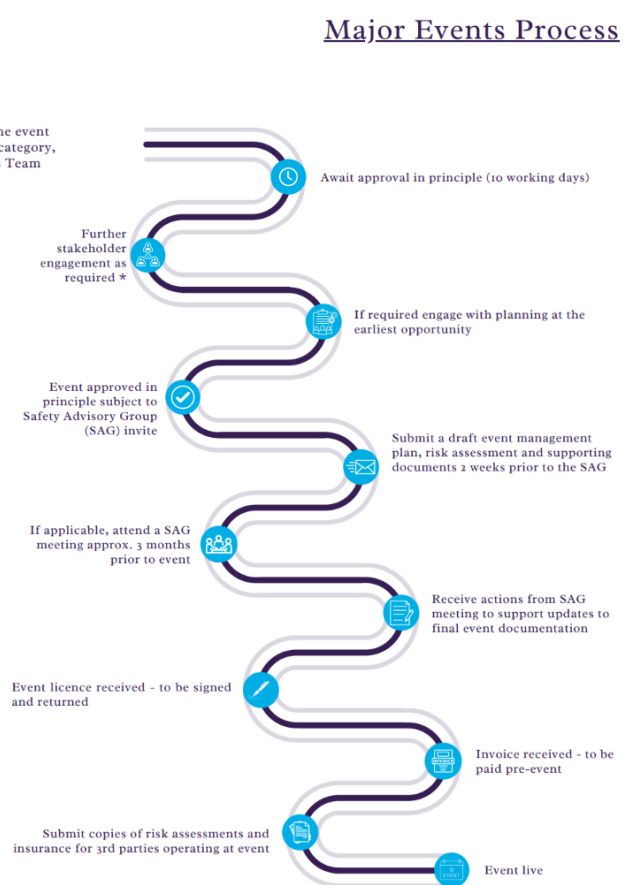 Major Events Process
he event
category,
Team
Await approval in principle (10 working days)
Further
stakeholder
engagement as
required *
If required engage with planning at the
earliest opportunity
Event approved in
principle subject to
Safety Advisory Group
(SAG) invite
Submit a draft event management
plan, risk assessment and supporting
documents 2 weeks prior to the SAG
If applicable, attend a SAG
meeting approx. 3 months
prior to event
Receive actions from SAG
meeting to support updates to
final event documentation
Event licence received - to be signed
and returned
Invoice received - to be
paid pre-event
Submit copies of risk assessments and
insurance for 3rd parties operating at event
EVENT
Event live